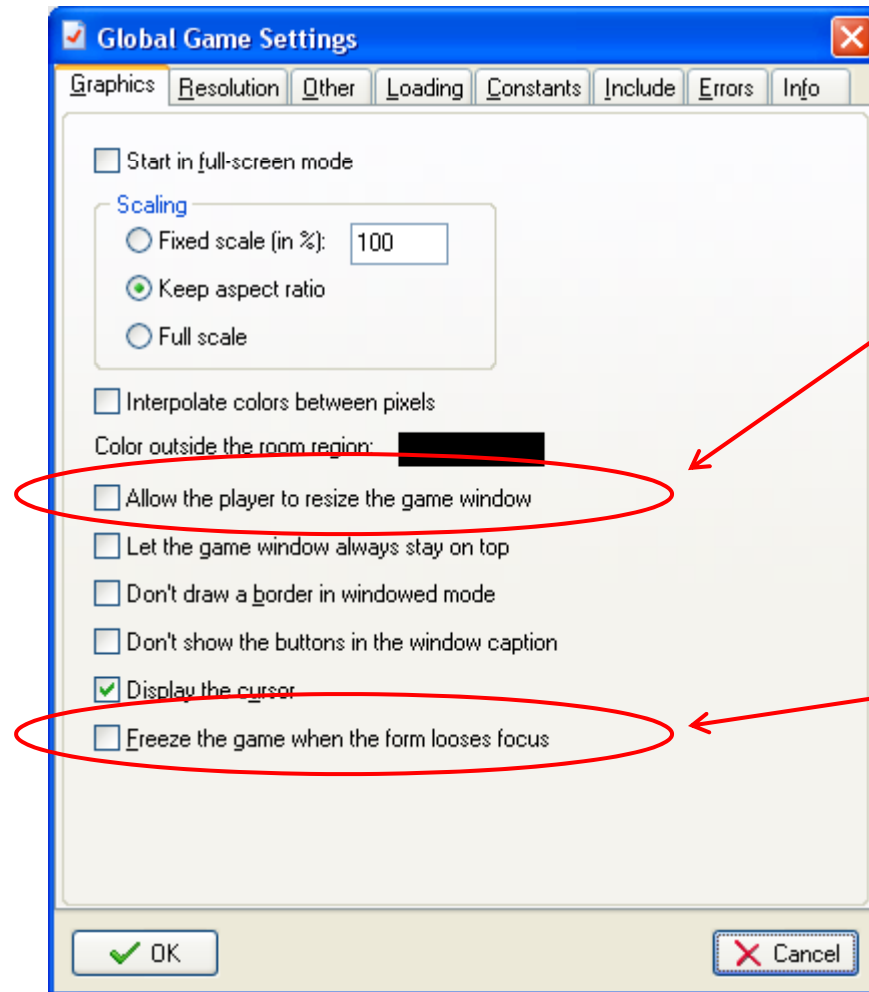 Global Game Settings
Graphics Resolution Other Loading Constants Include Errors Info
Start in full-screen mode
Scaling
Fixed scale (in %): 100
Keep aspect ratio
Full scale
Interpolate colors between pixels
Color outside the room region:
Allow the player to resize the game window
Let the game window always stay on top
Don't draw a border in windowed mode
Don't show the buttons in the window caption
Display the cursor
Freeze the game when the form looses focus
OK Cancel